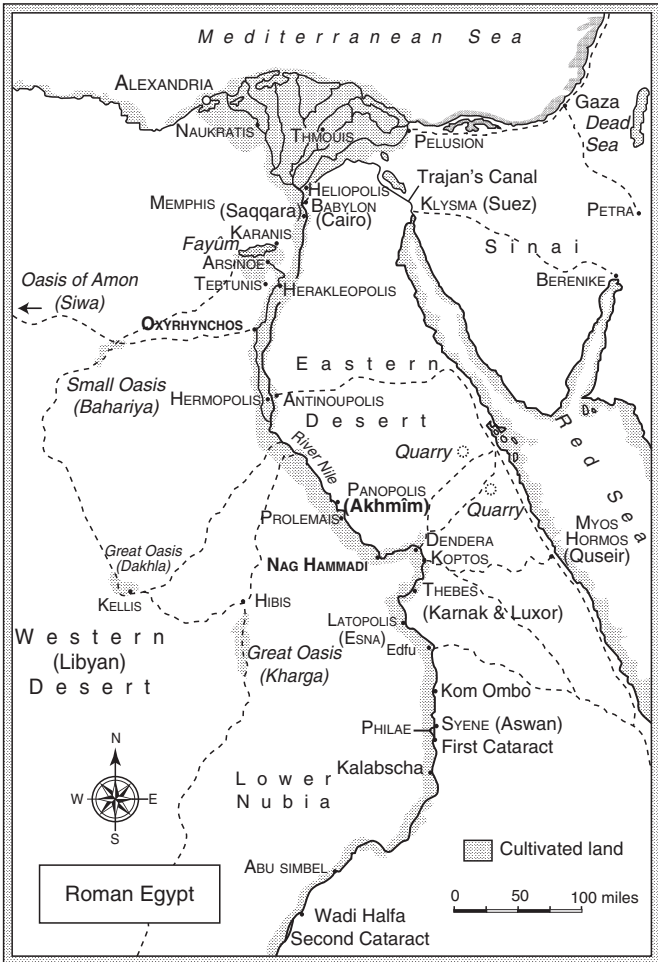 Mediterranean Sea
ALEXANDRIA
NAUKRATIS
THMOUIS
PELUSION
Gaza
Dead
Sea
HELIOPOLIS
Trajan's Canal
MEMPHIS
(Saqqara)
BABYLON
(Cairo)
KLYSMA (Suez)
PETRA
KARANIS
Fayûm
ARSINOE
Sinai
Oasis of Amon
(Siwa)
TEBTUNIS
HERAKLEOPOLIS
BERENIKE
OXYRHYNCHOS
Eastern
Desert
Small Oasis
(Bahariya)
HERMOPOLIS
ANTINOUPOLIS
River Nile
Quarry
Red Sea
PANOPOLIS
(Akhmîm)
Quarry
PROLEMAIS
MYOS
HORMOS
(Quseir)
Great Oasis
(Dakhla)
NAG HAMMADI
DENDERA
KOPTOS
KELLIS
HIBIS
THEBES
(Karnak & Luxor)
Western
(Libyan)
Desert
LATOPOLIS
(ESNA)
Great Oasis
(Kharga)
Edfu
Kom Ombo
PHILAE
SYENE (Aswan)
First Cataract
N
W
E
S
Lower
Nubia
Kalabscha
Cultivated land
ABU SIMBEL
Roman Egypt
0 50 100 miles
Wadi Halfa
Second Cataract